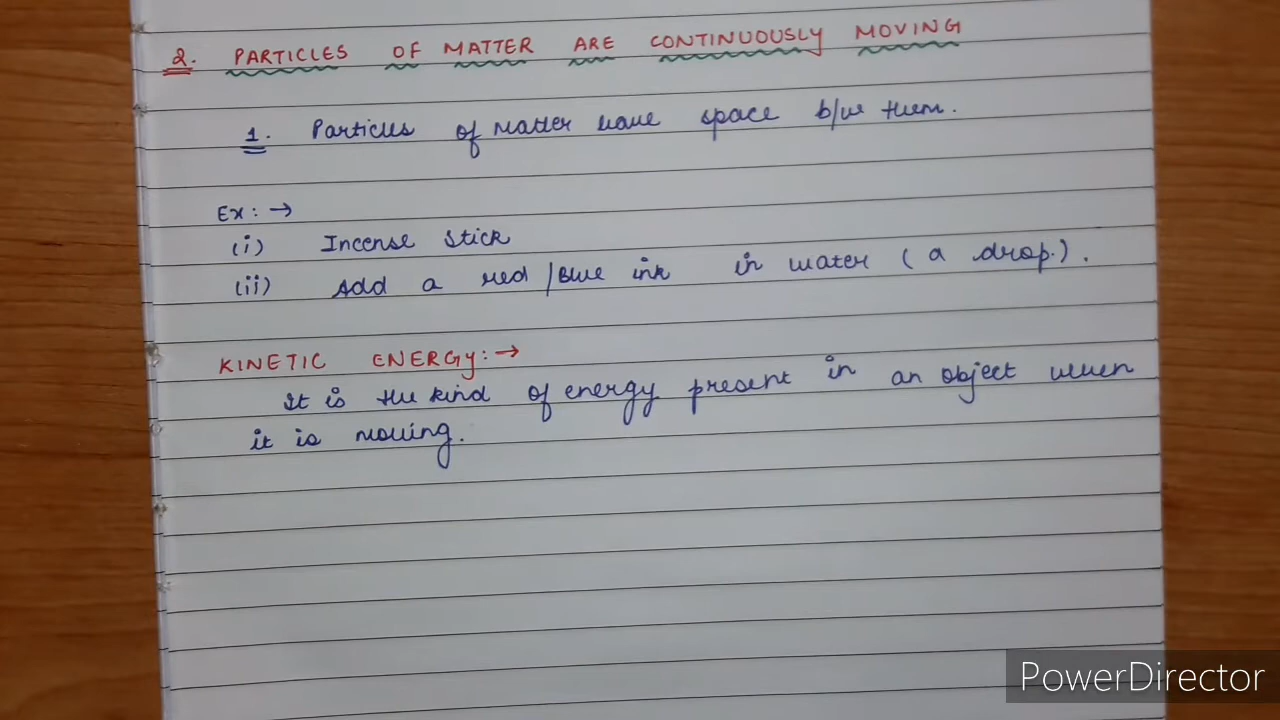 2. PARTICLES OF MATTER ARE CONTINUOUSLY MOVING
1. Particles of Matter have space b/w them.
Ex: →
(i) Incense Stick
(ii) Add a red/Blue ink in water (a drop.).
KINETIC ENERGY: →
It is the kind of energy present in an object when
it is moving.
PowerDirector